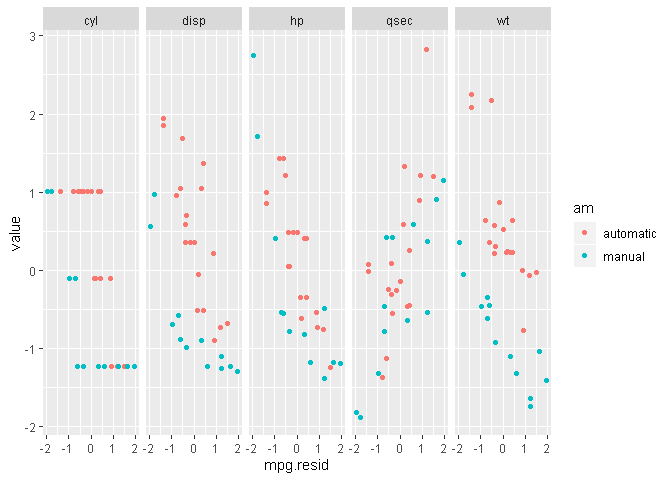 cyl disp hp qsec wt
3
2
1
0
-1
-2
value
-2 -1 0 1 2 -2 -1 0 1 2 -2 -1 0 1 2 -2 -1 0 1 2 -2 -1 0 1 2
mpg.resid
am
automatic
manual